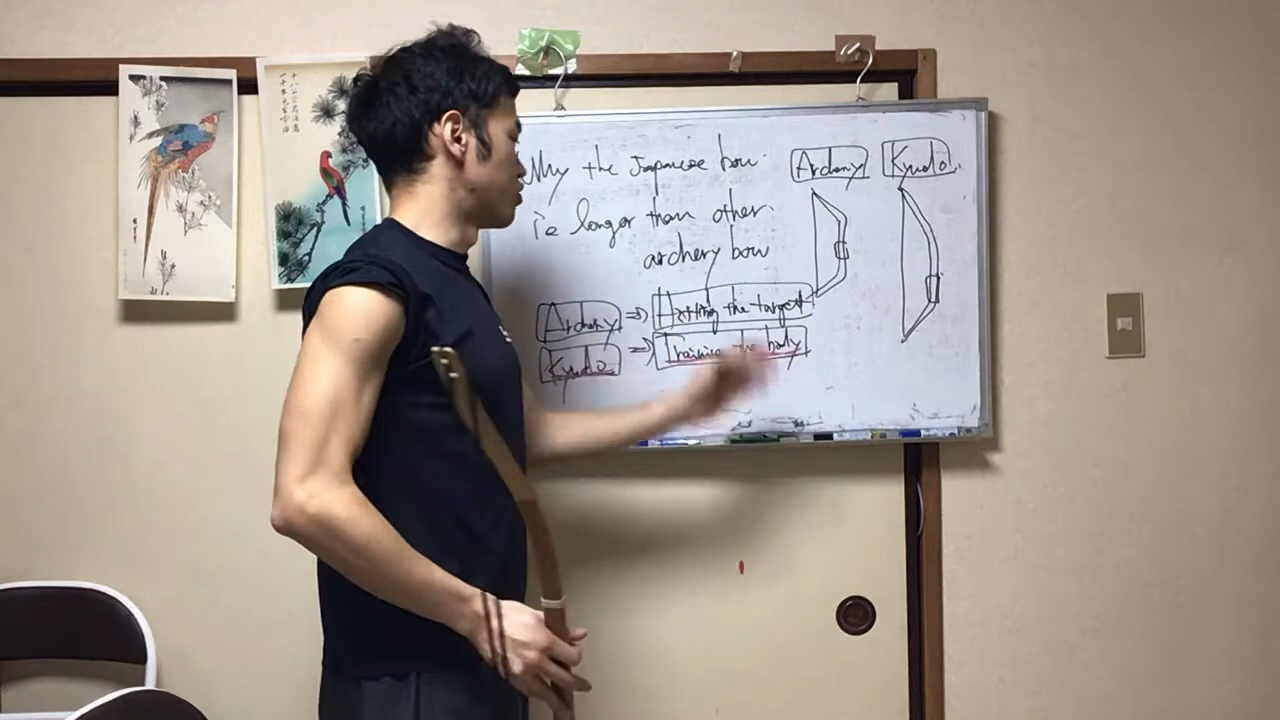 Why the Japanese bow
is longer than other
archery bow
Archery Kyudo
Archery ⇒ Hitting the target
Kyudo ⇒ Training the body